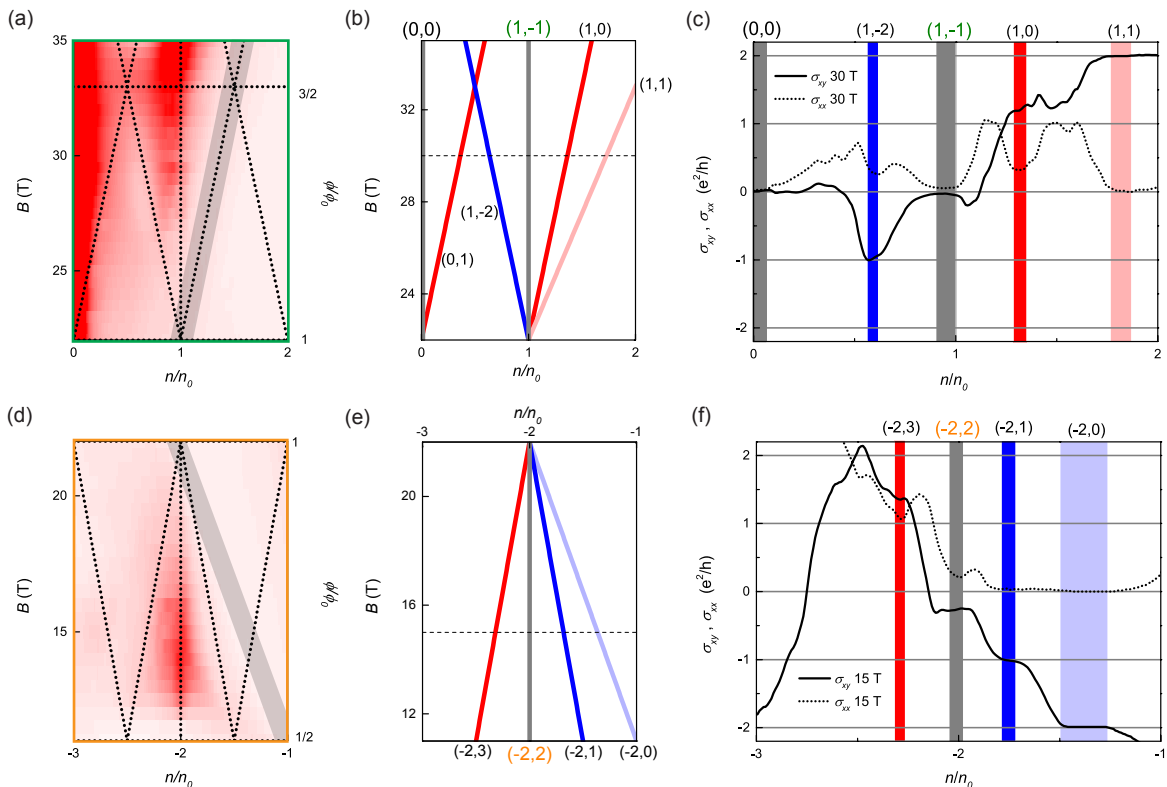 (a)
35
30
25
B (T)
3/2
1
ϕ/ϕ0
0
1
2
n/n0
(b)
(0,0)
(1,-1)
(1,0)
(1,1)
(1,-2)
(0,1)
32
28
24
B (T)
0
1
2
n/n0
(c)
(0,0)
(1,-2)
(1,-1)
(1,0)
(1,1)
σxy 30 T
σxx 30 T
2
1
0
-1
-2
σxy , σxx (e2/h)
0
1
2
n/n0
(d)
20
15
B (T)
1
1/2
ϕ/ϕ0
-3
-2
-1
n/n0
(e)
n/n0
-3
-2
-1
20
16
12
B (T)
(-2,3)
(-2,2)
(-2,1)
(-2,0)
(f)
(-2,3)
(-2,2)
(-2,1)
(-2,0)
2
1
0
-1
-2
σxy , σxx (e2/h)
σxy 15 T
σxx 15 T
-3
-2
-1
n/n0